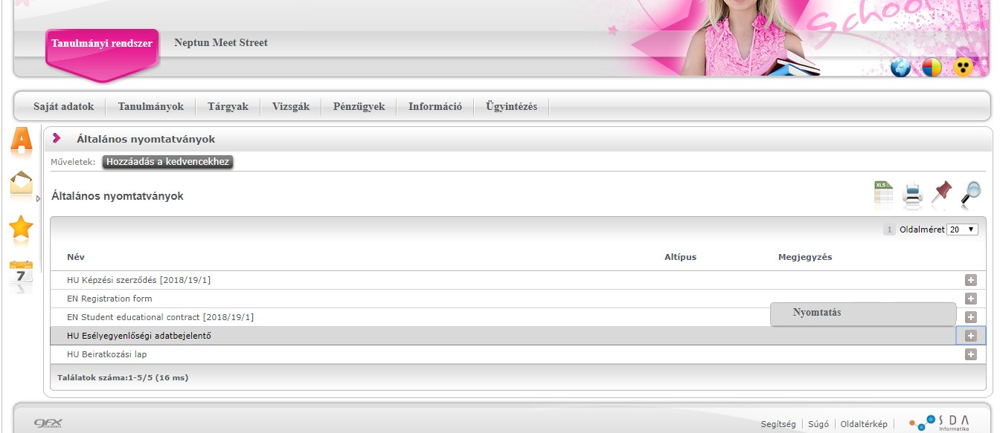 School
Tanulmányi rendszer
Neptun Meet Street
Saját adatok
Tanulmányok
Tárgyak
Vizsgák
Pénzügyek
Információ
Ügyintézés
A
Általános nyomtatványok
Műveletek: Hozzáadás a kedvencekhez
Általános nyomtatványok
XLS
7
1 Oldalméret 20
Név Altípus Megjegyzés
HU Képzési szerződés [2018/19/1]
EN Registration form
EN Student educational contract [2018/19/1]
Nyomtatás
HU Esélyegyenlőségi adatbejelentő
HU Beiratkozási lap
Találatok száma:1-5/5 (16 ms)
GFX
DESIGN
Segítség Súgó Oldaltérkép
SDA
Informatika